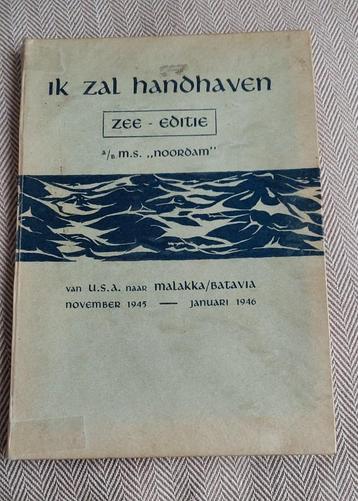 ik zal handhaven
zee - editie
a/b m.s. „noordam"
van u.s.a. naar malakka/batavia
november 1945 — januari 1946